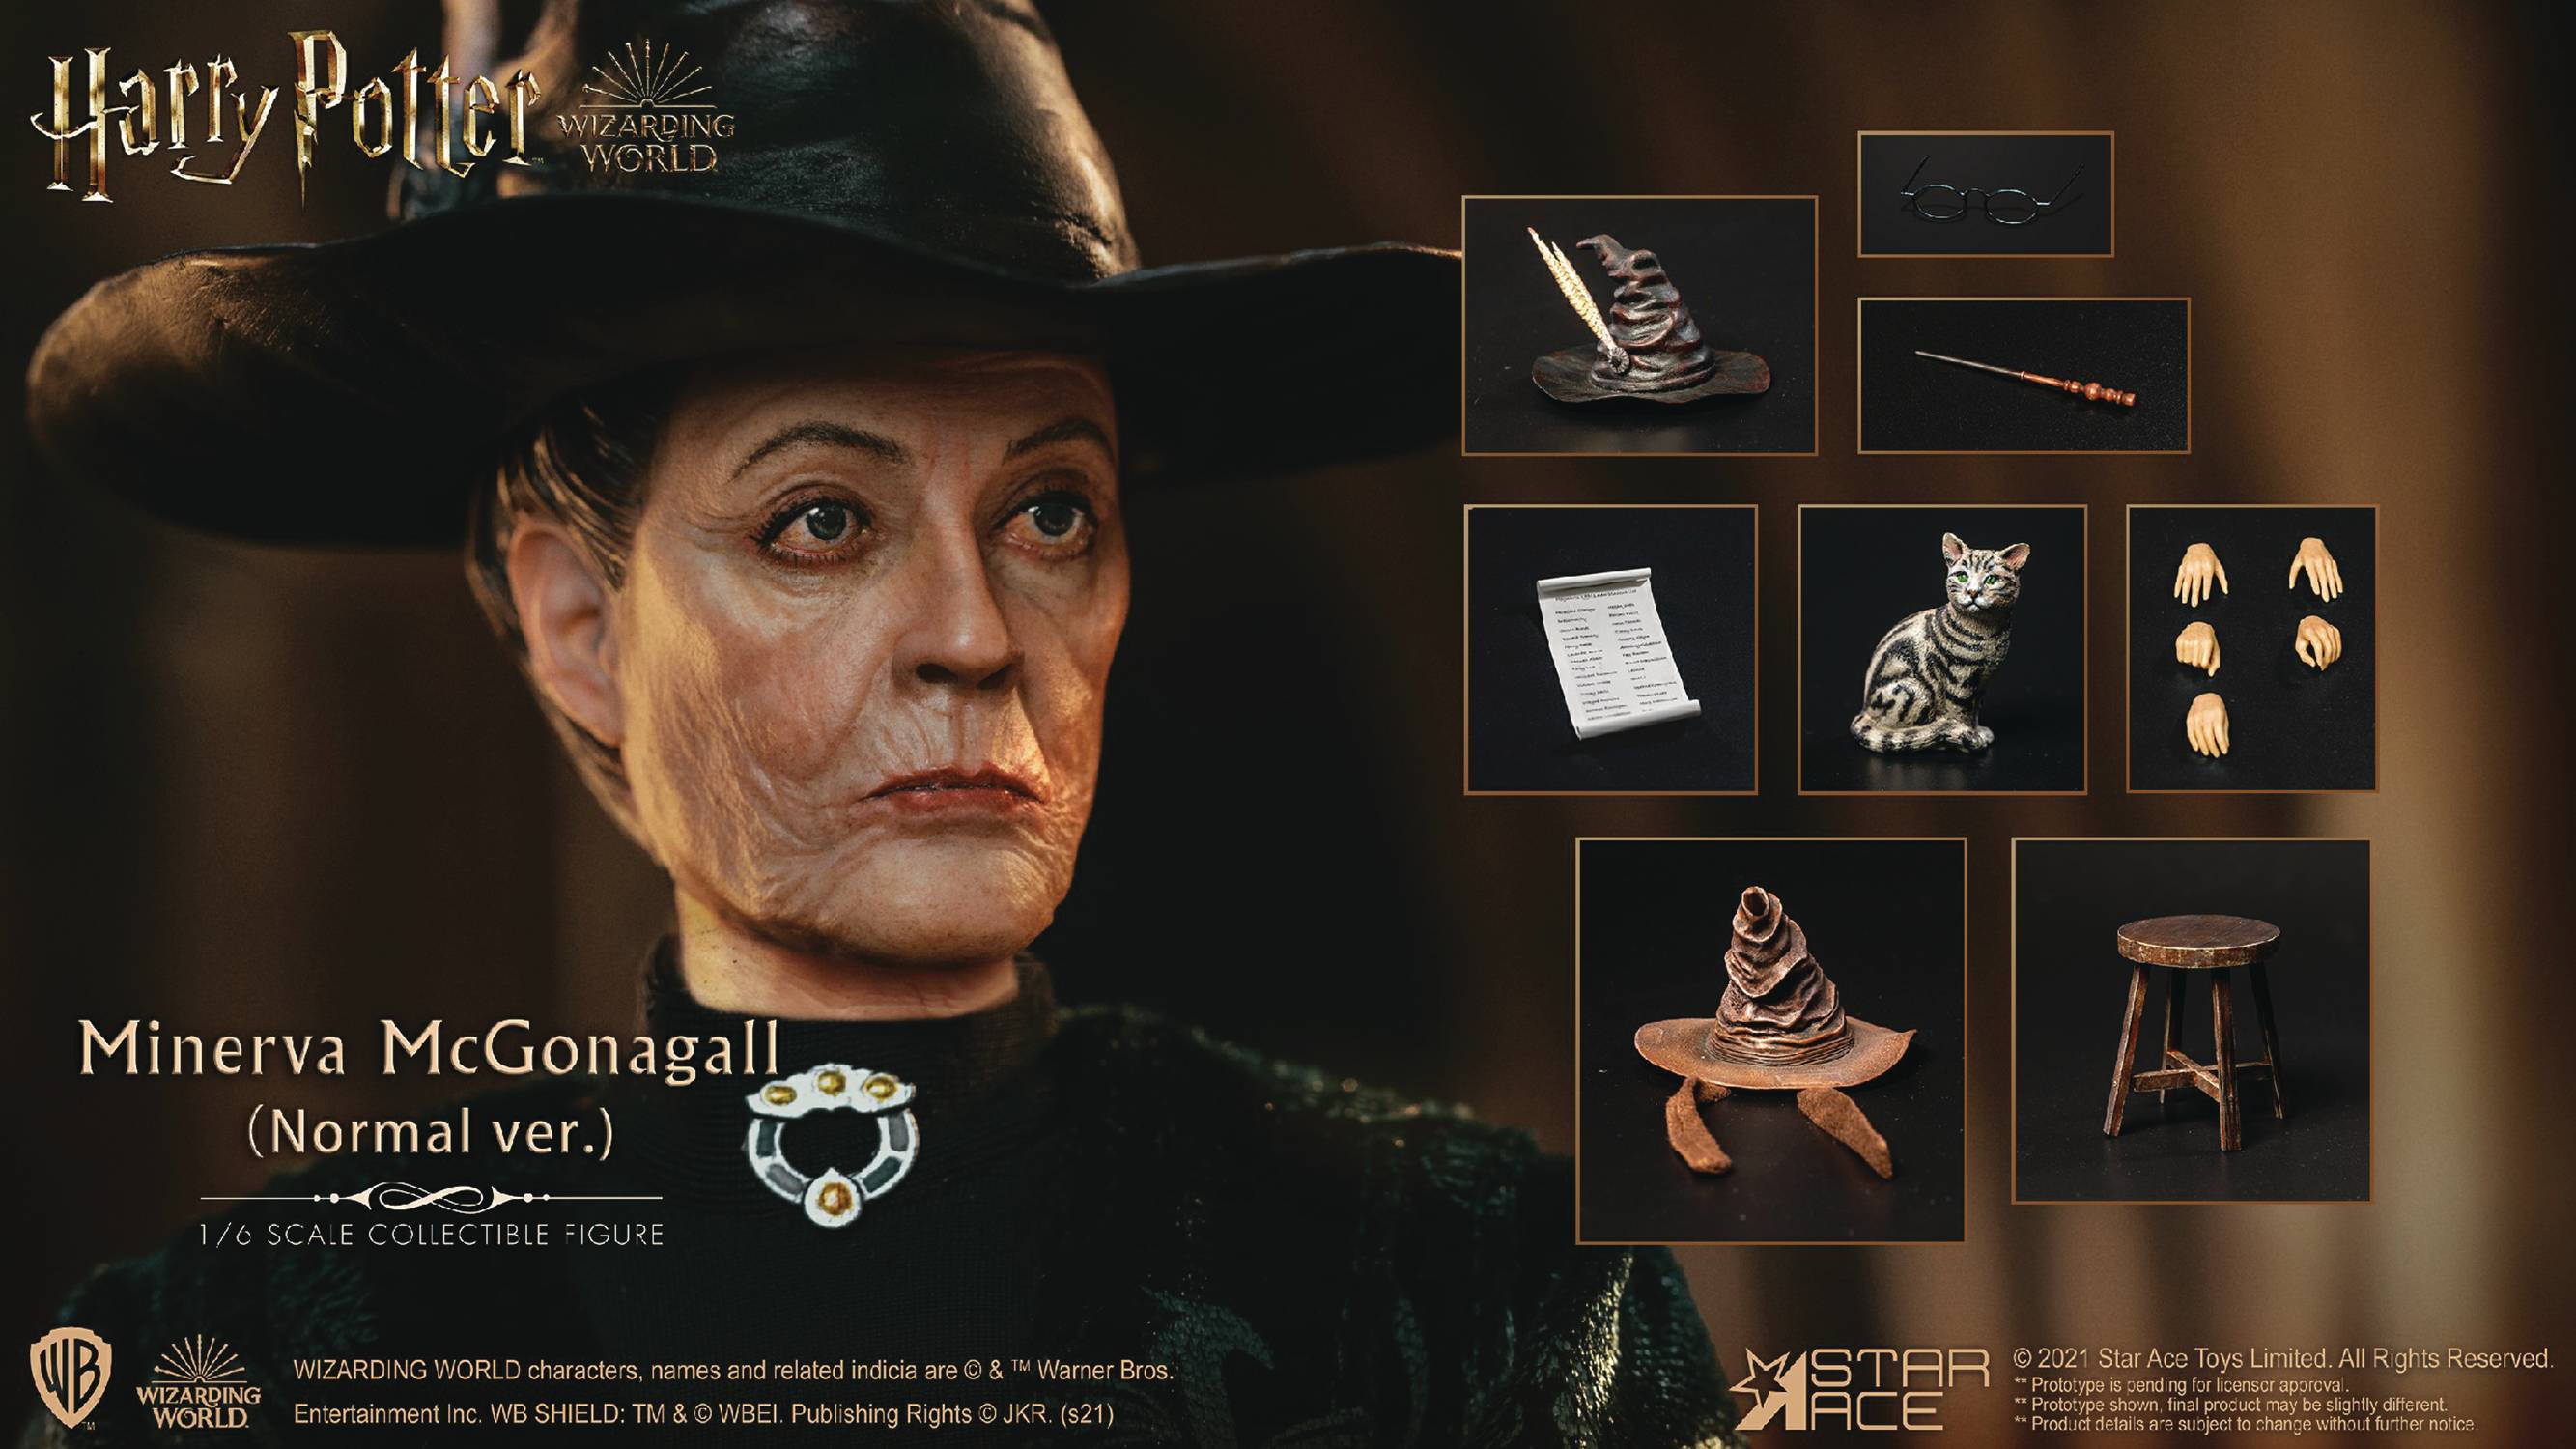 Harry Potter™
WIZARDING
WORLD
Minerva McGonagall
(Normal ver.)
1/6 SCALE COLLECTIBLE FIGURE
WB™
WIZARDING
WORLD
WIZARDING WORLD characters, names and related indicia are © & ™ Warner Bros.
Entertainment Inc. WB SHIELD: TM & © WBEI. Publishing Rights © JKR. (s21)
STAR
ACE
© 2021 Star Ace Toys Limited. All Rights Reserved.
** Prototype is pending for licensor approval.
** Prototype shown, final product may be slightly different.
** Product details are subject to change without further notice.